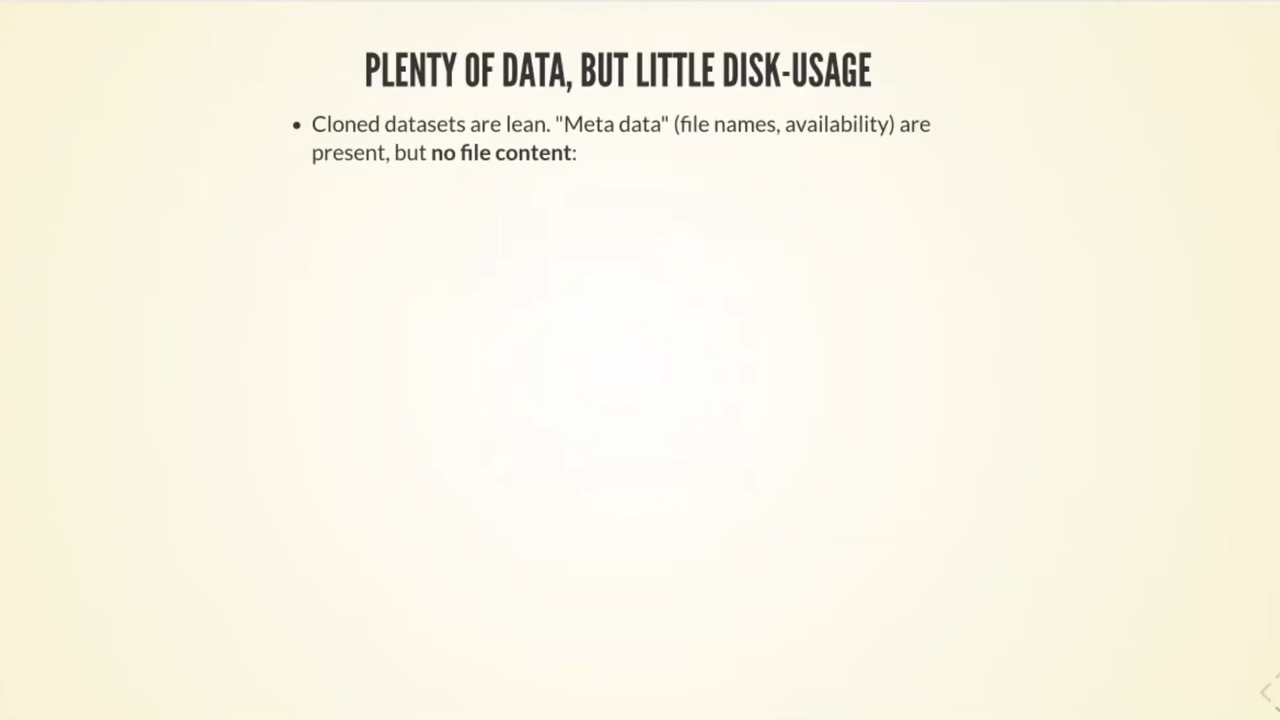 PLENTY OF DATA, BUT LITTLE DISK-USAGE
• Cloned datasets are lean. "Meta data" (file names, availability) are
present, but no file content: